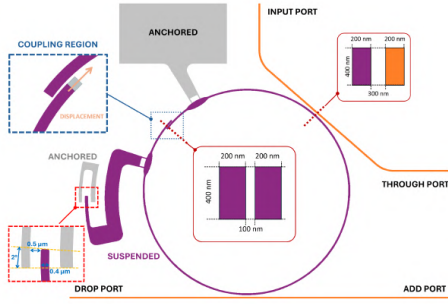 INPUT PORT
COUPLING REGION
ANCHORED
DISPLACEMENT
200 nm
200 nm
400 nm
300 nm
ANCHORED
200 nm
200 nm
400 nm
100 nm
THROUGH PORT
SUSPENDED
0.5 µm
2°
0.4 µm
DROP PORT
ADD PORT